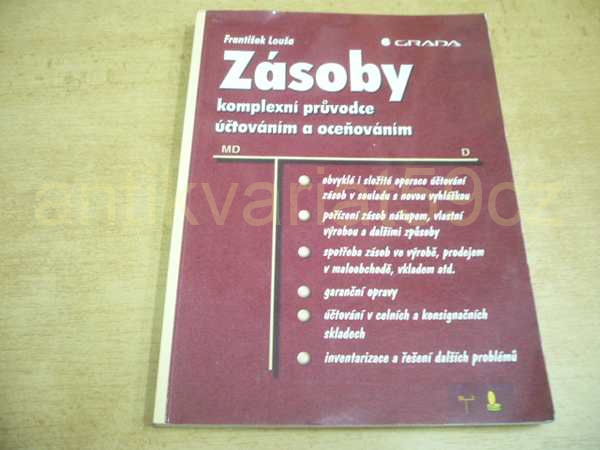 František Louša
GRADA
Zásoby
komplexní průvodce
účtováním a oceňováním
MD
D
obvyklé i složité operace účtování
zásob v souladu s novou vyhláškou
pořízení zásob nákupem, vlastní
výrobou a dalšími způsoby
spotřeba zásob ve výrobě, prodejem
v maloobchodě, vkladem atd.
garanční opravy
účtování v celních a konsignačních
skladech
inventarizace a řešení dalších problémů